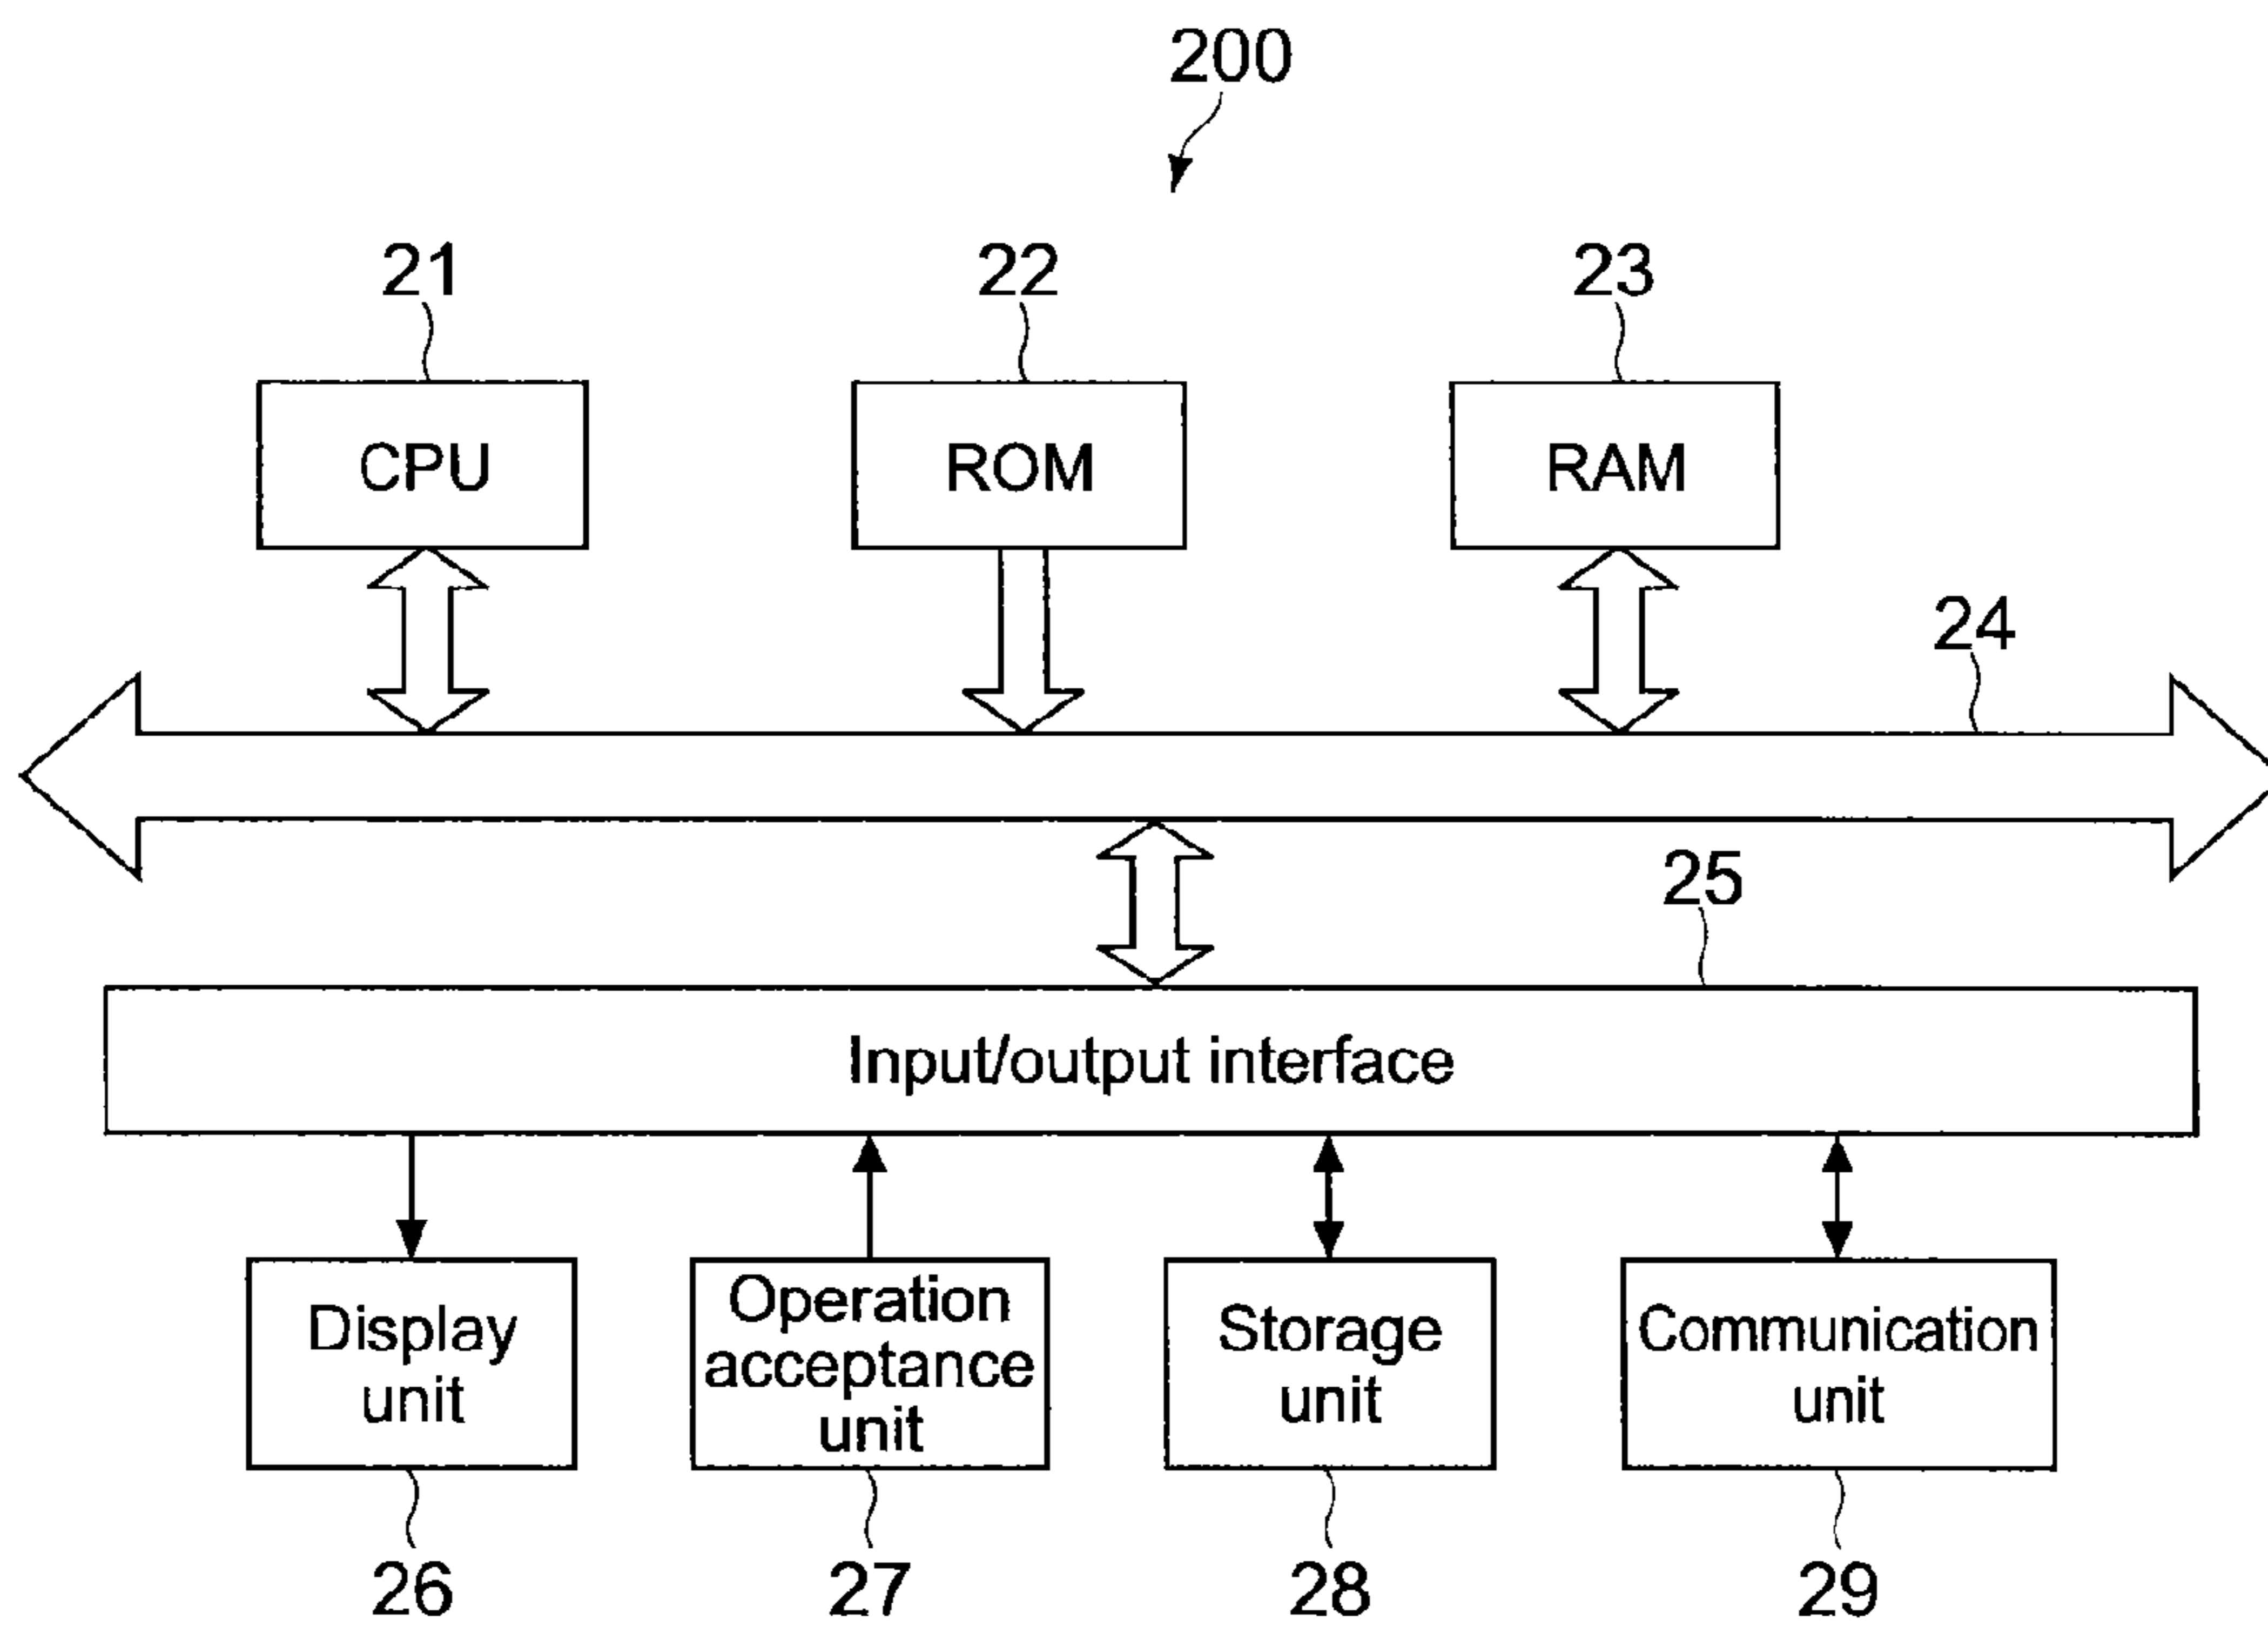 200
21
22
23
CPU
ROM
RAM
24
25
Input/output interface
Display
unit
Operation
acceptance
unit
Storage
unit
Communication
unit
26
27
28
29